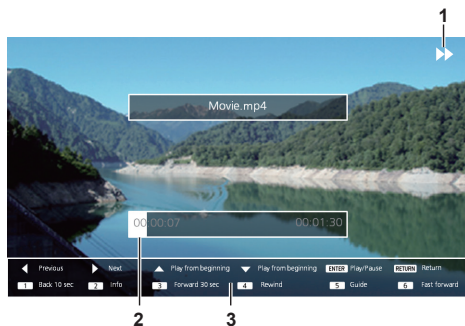 1
Movie.mp4
00:00:07 00:01:30
Previous Next Play from beginning Play from beginning ENTER Play/Pause RETURN Return
1 Back 10 sec 2 Info 3 Forward 30 sec 4 Rewind 5 Guide 6 Fast forward
2 3